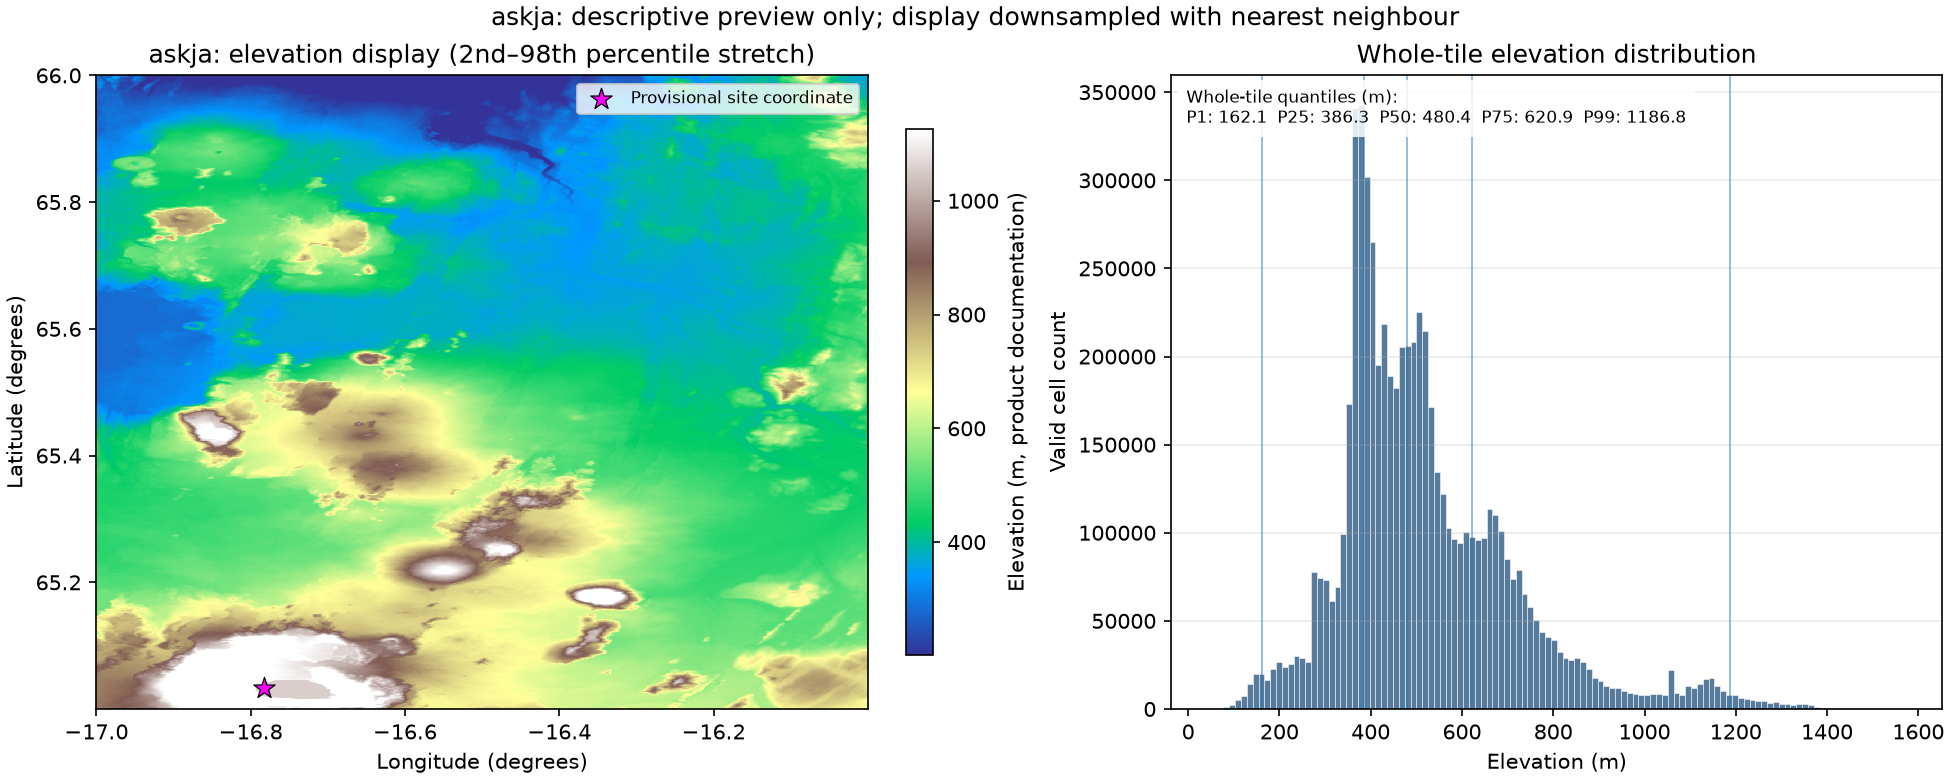 askja: descriptive preview only; display downsampled with nearest neighbour
askja: elevation display (2nd–98th percentile stretch)
Provisional site coordinate
66.0
65.8
65.6
65.4
65.2
Latitude (degrees)
−17.0
−16.8
−16.6
−16.4
−16.2
Longitude (degrees)
1000
800
600
400
Elevation (m, product documentation)
Whole-tile elevation distribution
Whole-tile quantiles (m):
P1: 162.1 P25: 386.3 P50: 480.4 P75: 620.9 P99: 1186.8
350000
300000
250000
200000
150000
100000
50000
0
Valid cell count
0
200
400
600
800
1000
1200
1400
1600
Elevation (m)